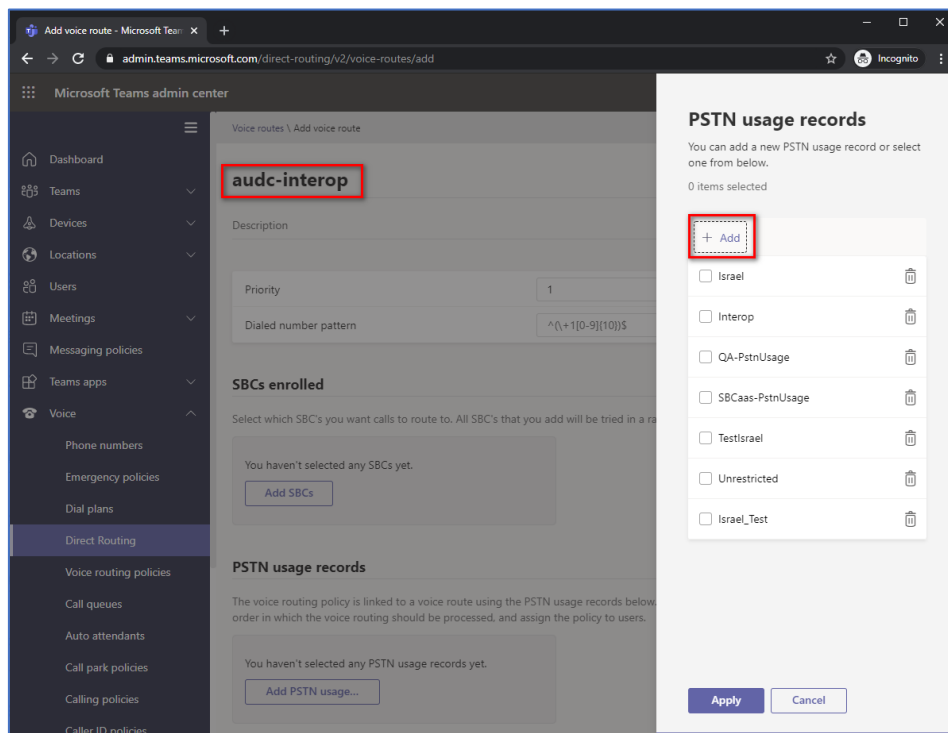 Add voice route - Microsoft Tean
admin.teams.microsoft.com/direct-routing/v2/voice-routes/add
Incognito
Microsoft Teams admin center
Dashboard
Teams
Devices
Locations
Users
Meetings
Messaging policies
Teams apps
Voice
Phone numbers
Emergency policies
Dial plans
Direct Routing
Voice routing policies
Call queues
Auto attendants
Call park policies
Calling policies
Caller ID policies
Voice routes \ Add voice route
audc-interop
Description
Priority
1
Dialed number pattern
^(\+1[0-9]{10})$
SBCs enrolled
Select which SBC's you want calls to route to. All SBC's that you add will be tried in a ra
You haven't selected any SBCs yet.
Add SBCs
PSTN usage records
The voice routing policy is linked to a voice route using the PSTN usage records below.
order in which the voice routing should be processed, and assign the policy to users.
You haven't selected any PSTN usage records yet.
Add PSTN usage...
PSTN usage records
You can add a new PSTN usage record or select
one from below.
0 items selected
+ Add
Israel
Interop
QA-PstnUsage
SBCaas-PstnUsage
TestIsrael
Unrestricted
Israel_Test
Apply
Cancel